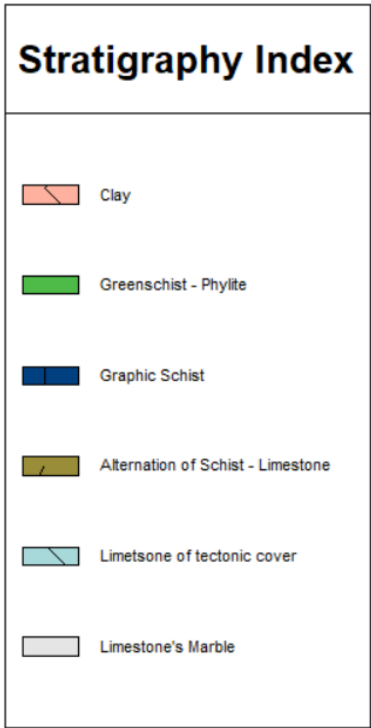 Stratigraphy Index
Clay
Greenschist - Phylite
Graphic Schist
Alternation of Schist - Limestone
Limetsone of tectonic cover
Limestone's Marble